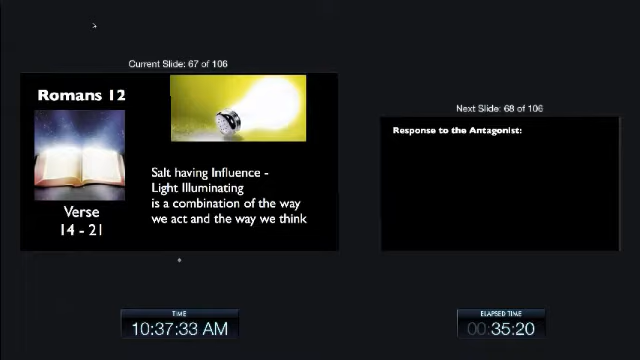 Current Slide: 67 of 106
Romans 12
Verse
14 - 21
Salt having Influence -
Light Illuminating
is a combination of the way
we act and the way we think
Next Slide: 68 of 106
Response to the Antagonist:
TIME
10:37:33 AM
ELAPSED TIME
00:35:20